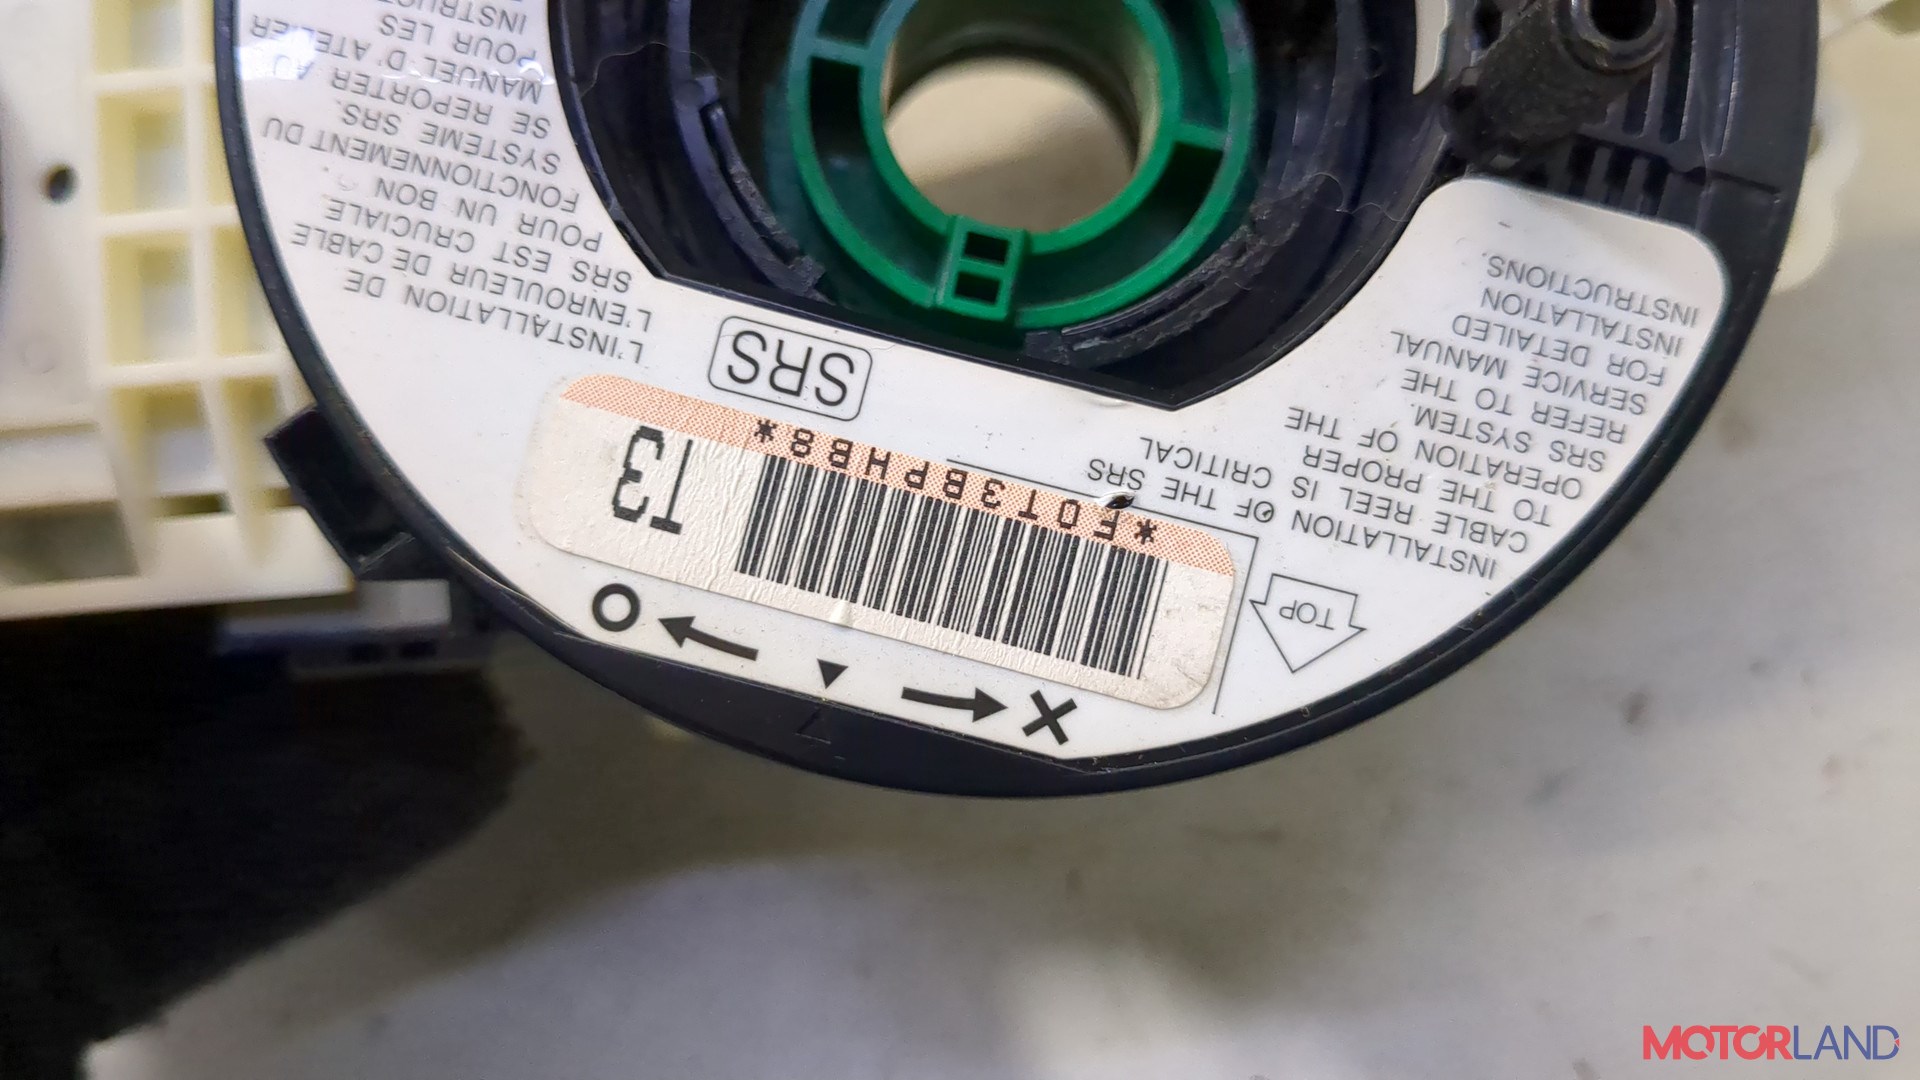 TOP
X
O
T3
*F0T3BPHB8*
INSTALLATION OF THE SRS
CABLE REEL IS CRITICAL
TO THE PROPER
OPERATION OF THE
SRS SYSTEM.
REFER TO THE
SERVICE MANUAL
FOR DETAILED
INSTALLATION
INSTRUCTIONS.
SRS
L'INSTALLATION DE
L'ENROULEUR DE CABLE
SRS EST CRUCIALE
POUR UN BON
FONCTIONNEMENT DU
SYSTEME SRS.
SE REPORTER AU
MANUEL D'ATELIER
POUR LES
MOTORLAND